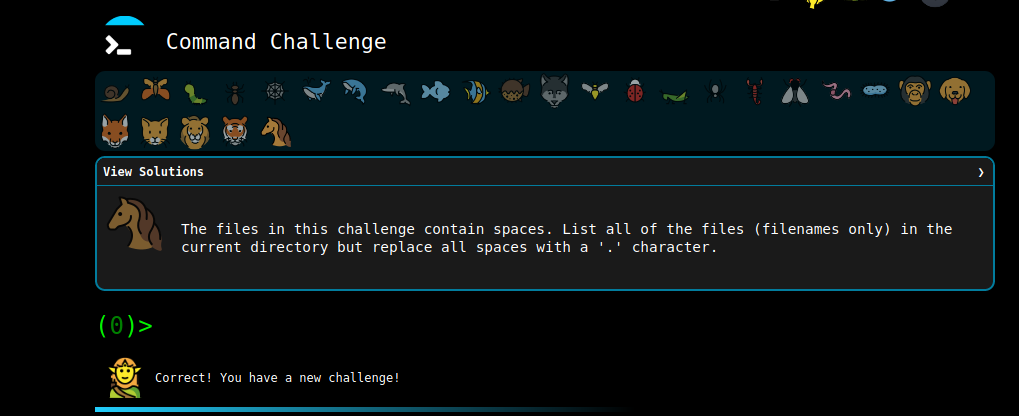 Command Challenge
View Solutions
The files in this challenge contain spaces. List all of the files (filenames only) in the
current directory but replace all spaces with a '.' character.
(0)>
Correct! You have a new challenge!